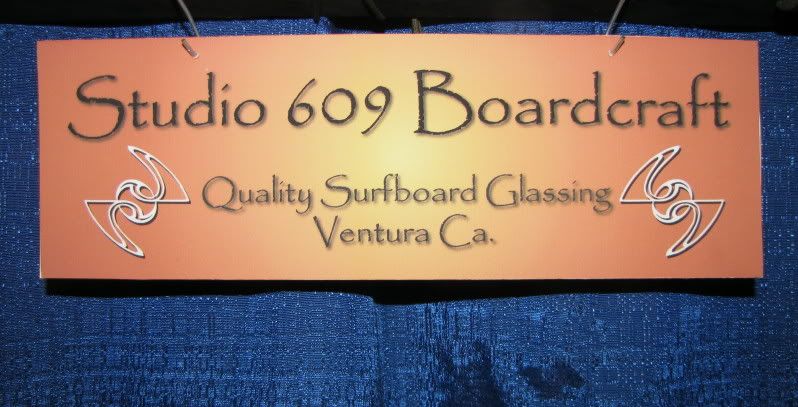 Studio 609 Boardcraft
Quality Surfboard Glassing
Ventura Ca.